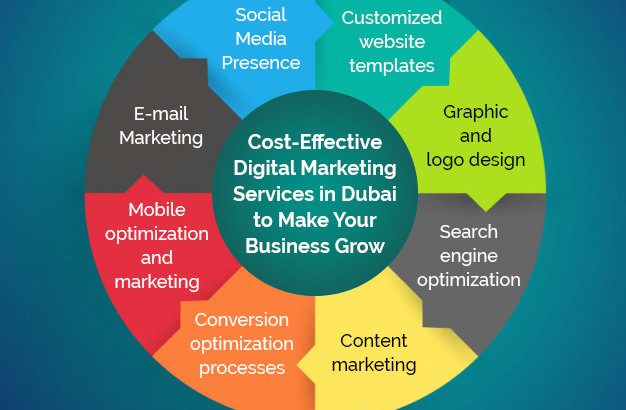 Social
Media
Presence
Customized
website
templates
Graphic
and
logo design
Search
engine
optimization
Content
marketing
Conversion
optimization
processes
Mobile
optimization
and
marketing
E-mail
Marketing
Cost-Effective
Digital Marketing
Services in Dubai
to Make Your
Business Grow